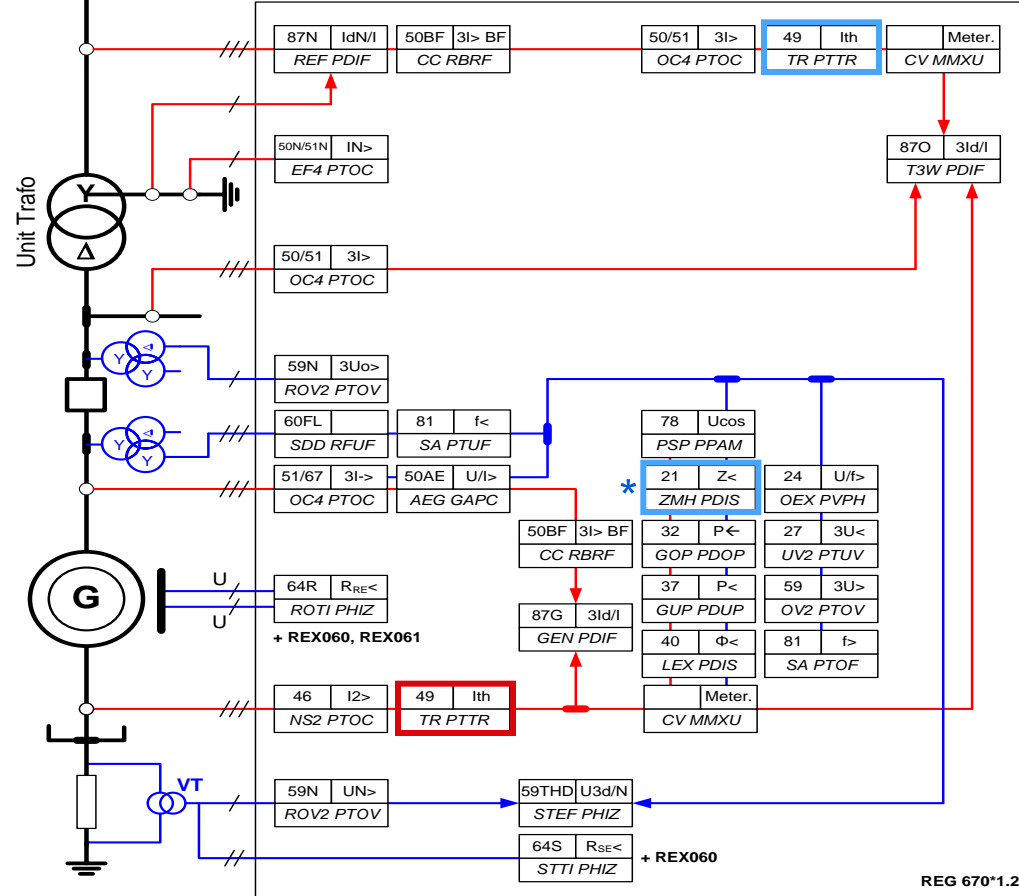 87N IdN/I
REF PDIF
50BF 3I> BF
CC RBRF
50/51 3I>
OC4 PTOC
49 Ith
TR PTTR
Meter.
CV MMXU
50N/51N IN>
EF4 PTOC
87O 3Id/I
T3W PDIF
Unit Trafo
Y
Δ
50/51 3I>
OC4 PTOC
Y
Δ
Y
59N 3Uo>
ROV2 PTOV
Y
Δ
Y
60FL
SDD RFUF
81 f<
SA PTUF
78 Ucos
PSP PPAM
51/67 3I->
OC4 PTOC
50AE U/I>
AEG GAPC
*
21 Z<
ZMH PDIS
24 U/f>
OEX PVPH
50BF 3I> BF
CC RBRF
32 P←
GOP PDOP
27 3U<
UV2 PTUV
G
U
U
64R RRE<
ROTI PHIZ
+ REX060, REX061
87G 3Id/I
GEN PDIF
37 P<
GUP PDUP
59 3U>
OV2 PTOV
40 Φ<
LEX PDIS
81 f>
SA PTOF
46 I2>
NS2 PTOC
49 Ith
TR PTTR
Meter.
CV MMXU
VT
59N UN>
ROV2 PTOV
59THD U3d/N
STEF PHIZ
64S RSE<
STTI PHIZ
+ REX060
REG 670*1.2